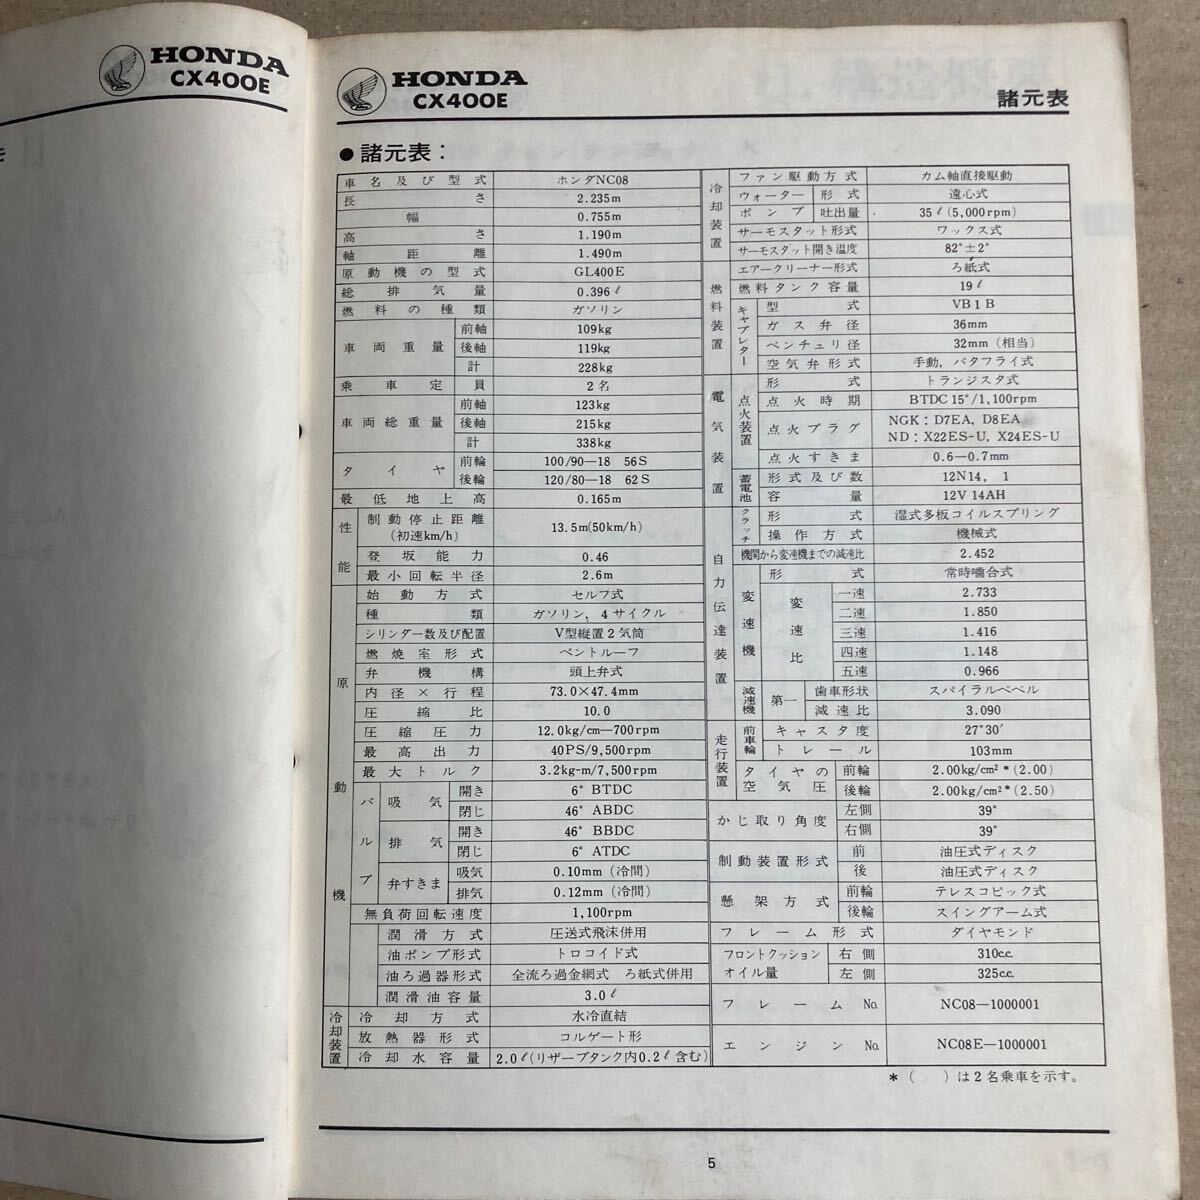 HONDA
CX400E
HONDA
CX400E
諸元表
●諸元表：
車名及び型式 ホンダNC08
長さ 2.235m
幅 0.755m
高さ 1.190m
軸距離 1.490m
原動機の型式 GL400E
総排気量 0.396ℓ
燃料の種類 ガソリン
車両重量 前軸 109kg
後軸 119kg
計 228kg
乗車定員 2名
車両総重量 前軸 123kg
後軸 215kg
計 338kg
タイヤ 前輪 100/90—18 56S
後輪 120/80—18 62S
最低地上高 0.165m
性能 制動停止距離(初速km/h) 13.5m(50km/h)
登坂能力 0.46
最小回転半径 2.6m
原動機 始動方式 セルフ式
種類 ガソリン, 4サイクル
シリンダー数及び配置 V型縦置2気筒
燃焼室形式 ペントルーフ
弁機構 頭上弁式
内径×行程 73.0×47.4mm
圧縮比 10.0
圧縮圧力 12.0kg/cm—700rpm
最高出力 40PS/9,500rpm
最大トルク 3.2kg-m/7,500rpm
バルブ 吸気 開き 6° BTDC
閉じ 46° ABDC
排気 開き 46° BBDC
閉じ 6° ATDC
弁すきま 吸気 0.10mm（冷間）
排気 0.12mm（冷間）
無負荷回転速度 1,100rpm
潤滑方式 圧送式飛沫併用
油ポンプ形式 トロコイド式
油ろ過器形式 全流ろ過金網式 ろ紙式併用
潤滑油容量 3.0ℓ
冷却装置 冷却方式 水冷直結
放熱器形式 コルゲート形
冷却水容量 2.0ℓ(リザーブタンク内0.2ℓ含む)
冷却装置 ファン駆動方式 カム軸直接駆動
ウォーターポンプ 形式 遠心式
吐出量 35ℓ(5,000rpm)
サーモスタット形式 ワックス式
サーモスタット開き温度 82°±2°
燃料装置 エアークリーナー形式 ろ紙式
燃料タンク容量 19ℓ
キャブレター 型式 VB1B
ガス弁径 36mm
ベンチュリ径 32mm（相当）
空気弁形式 手動, バタフライ式
電気装置 点火装置 形式 トランジスタ式
点火時期 BTDC 15°/1,100rpm
点火プラグ NGK：D7EA, D8EA
ND：X22ES-U, X24ES-U
点火すきま 0.6—0.7mm
蓄電池 形式及び数 12N14, 1
容量 12V 14AH
動力伝達装置 クラッチ 形式 湿式多板コイルスプリング
操作方式 機械式
機関から変速機までの減速比 2.452
変速機 形式 常時噛合式
変速比 一速 2.733
二速 1.850
三速 1.416
四速 1.148
五速 0.966
減速機 第一 歯車形状 スパイラルベベル
減速比 3.090
走行装置 前車輪 キャスタ度 27°30′
トレール 103mm
タイヤの空気圧 前輪 2.00kg/cm²*(2.00)
後輪 2.00kg/cm²*(2.50)
かじ取り角度 左側 39°
右側 39°
制動装置形式 前 油圧式ディスク
後 油圧式ディスク
懸架方式 前輪 テレスコピック式
後輪 スイングアーム式
フレーム形式 ダイヤモンド
フロントクッションオイル量 右側 310c.c.
左側 325c.c.
フレームNo. NC08—1000001
エンジンNo. NC08E—1000001
*（ ）は2名乗車を示す。
5